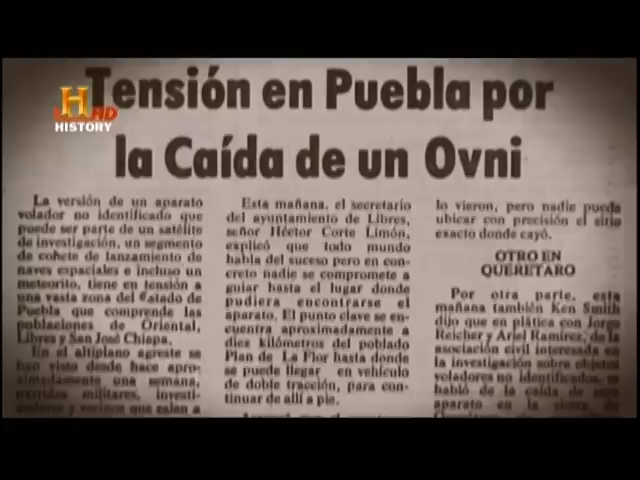 H HD
HISTORY
Tensión en Puebla por
la Caída de un Ovni
La versión de un aparato
volador no identificado que
puede ser parte de un satélite
de investigación, un segmento
de cohete de lanzamiento de
naves espaciales e incluso un
meteorito, tiene en tensión a
una vasta zona del Estado de
Puebla que comprende las
poblaciones de Oriental,
Libres y San José Chiapa.
En el altiplano agreste se
han visto desde hace apro-
ximadamente una semana,
partidas militares, investi-
gadores y vecinos que salen a
Esta mañana, el secretario
del ayuntamiento de Libres,
señor Héctor Corte Limón,
explicó que todo mundo
habla del suceso pero en con-
creto nadie se compromete a
guiar hasta el lugar donde
pudiera encontrarse el
aparato. El punto clave se en-
cuentra aproximadamente a
diez kilómetros del poblado
Plan de La Flor hasta donde
se puede llegar en vehículo
de doble tracción, para con-
tinuar de allí a pie.
lo vieron, pero nadie pueda
ubicar con precisión el sitio
exacto donde cayó.
OTRO EN
QUERETARO
Por otra parte, esta
mañana también Ken Smith
dijo que en plática con Jorge
Reicher y Ariel Ramírez, de la
asociación civil interesada en
la investigación sobre objetos
voladores no identificados, se
habló de la caída de otro
aparato en la sierra de